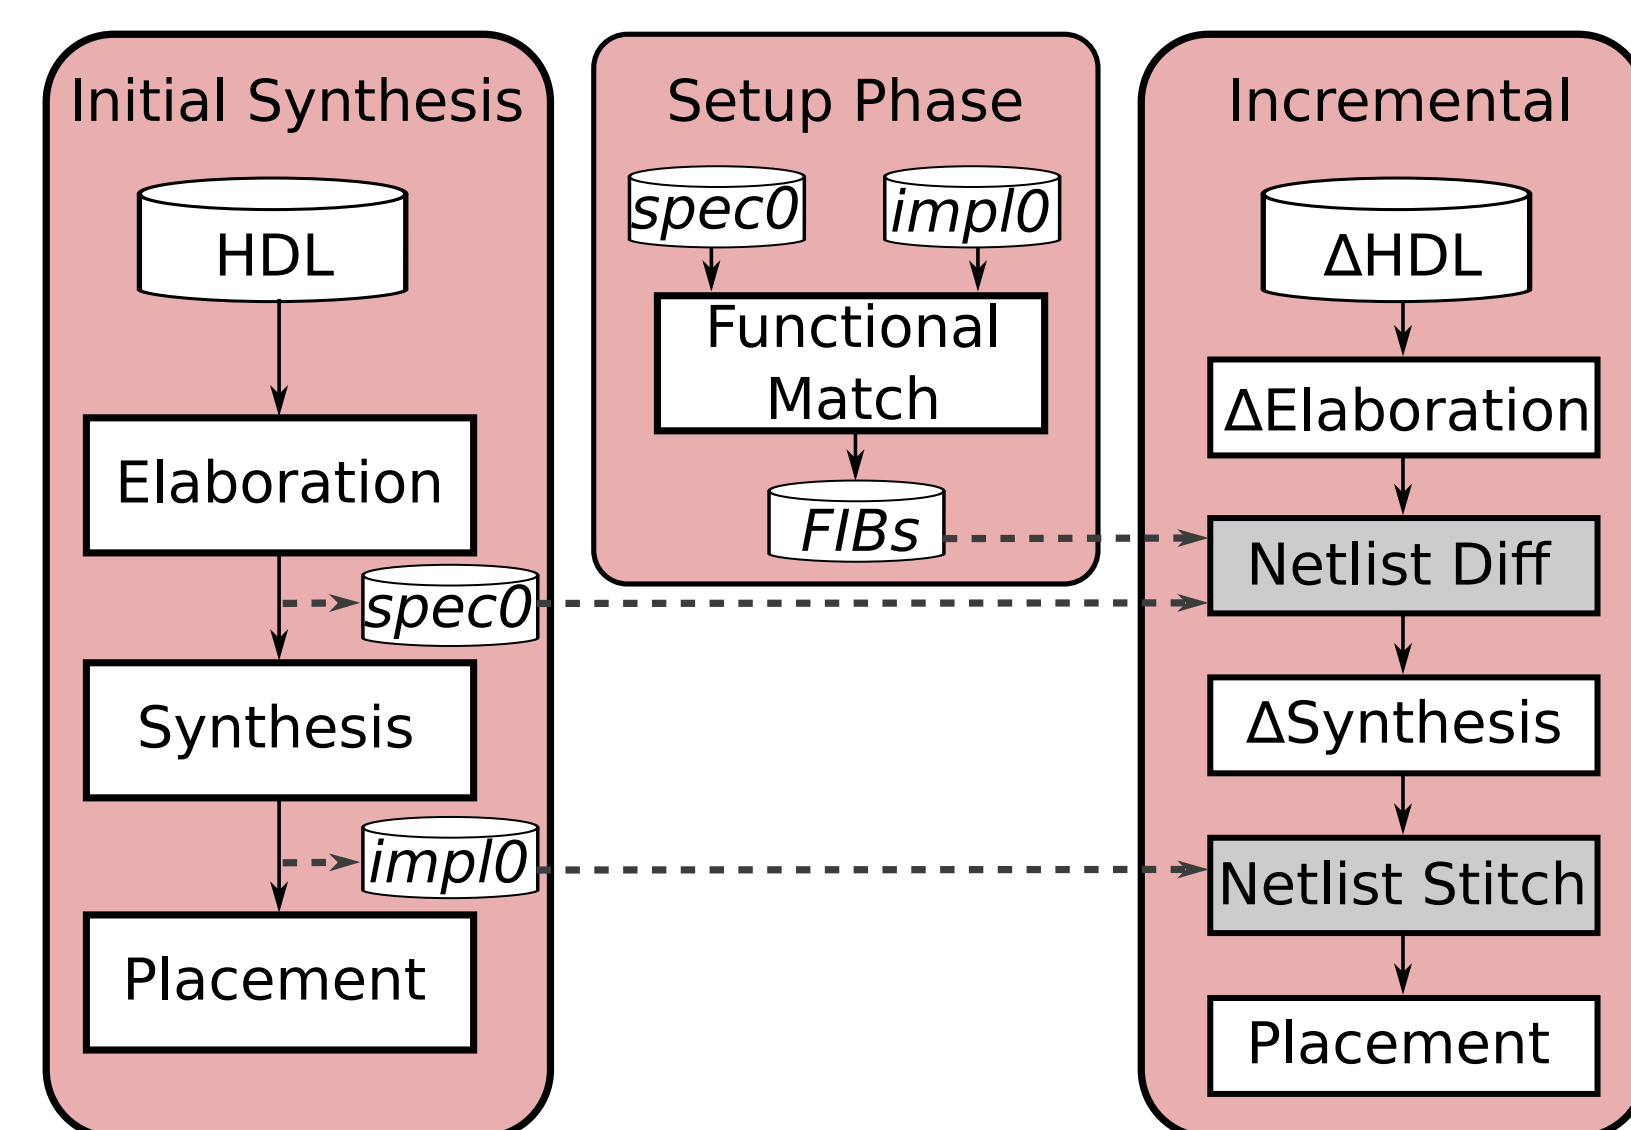 Initial Synthesis
HDL
Elaboration
spec0
Synthesis
impl0
Placement
Setup Phase
spec0
impl0
Functional
Match
FIBs
Incremental
ΔHDL
ΔElaboration
Netlist Diff
ΔSynthesis
Netlist Stitch
Placement